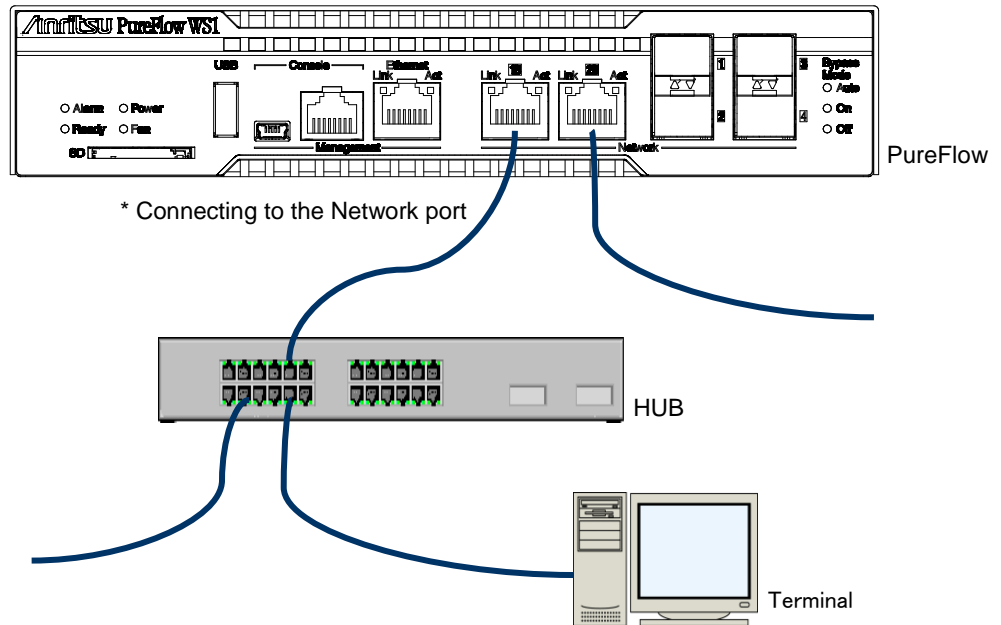 Anritsu PureFlow WS1
USB
Console
Ethernet
Link Act
Link Act
Link Act
Bypass
Mode
Auto
On
Off
Alarm
Power
Ready
Fan
SD
Management
Network
1
3
4
PureFlow
* Connecting to the Network port
HUB
Terminal